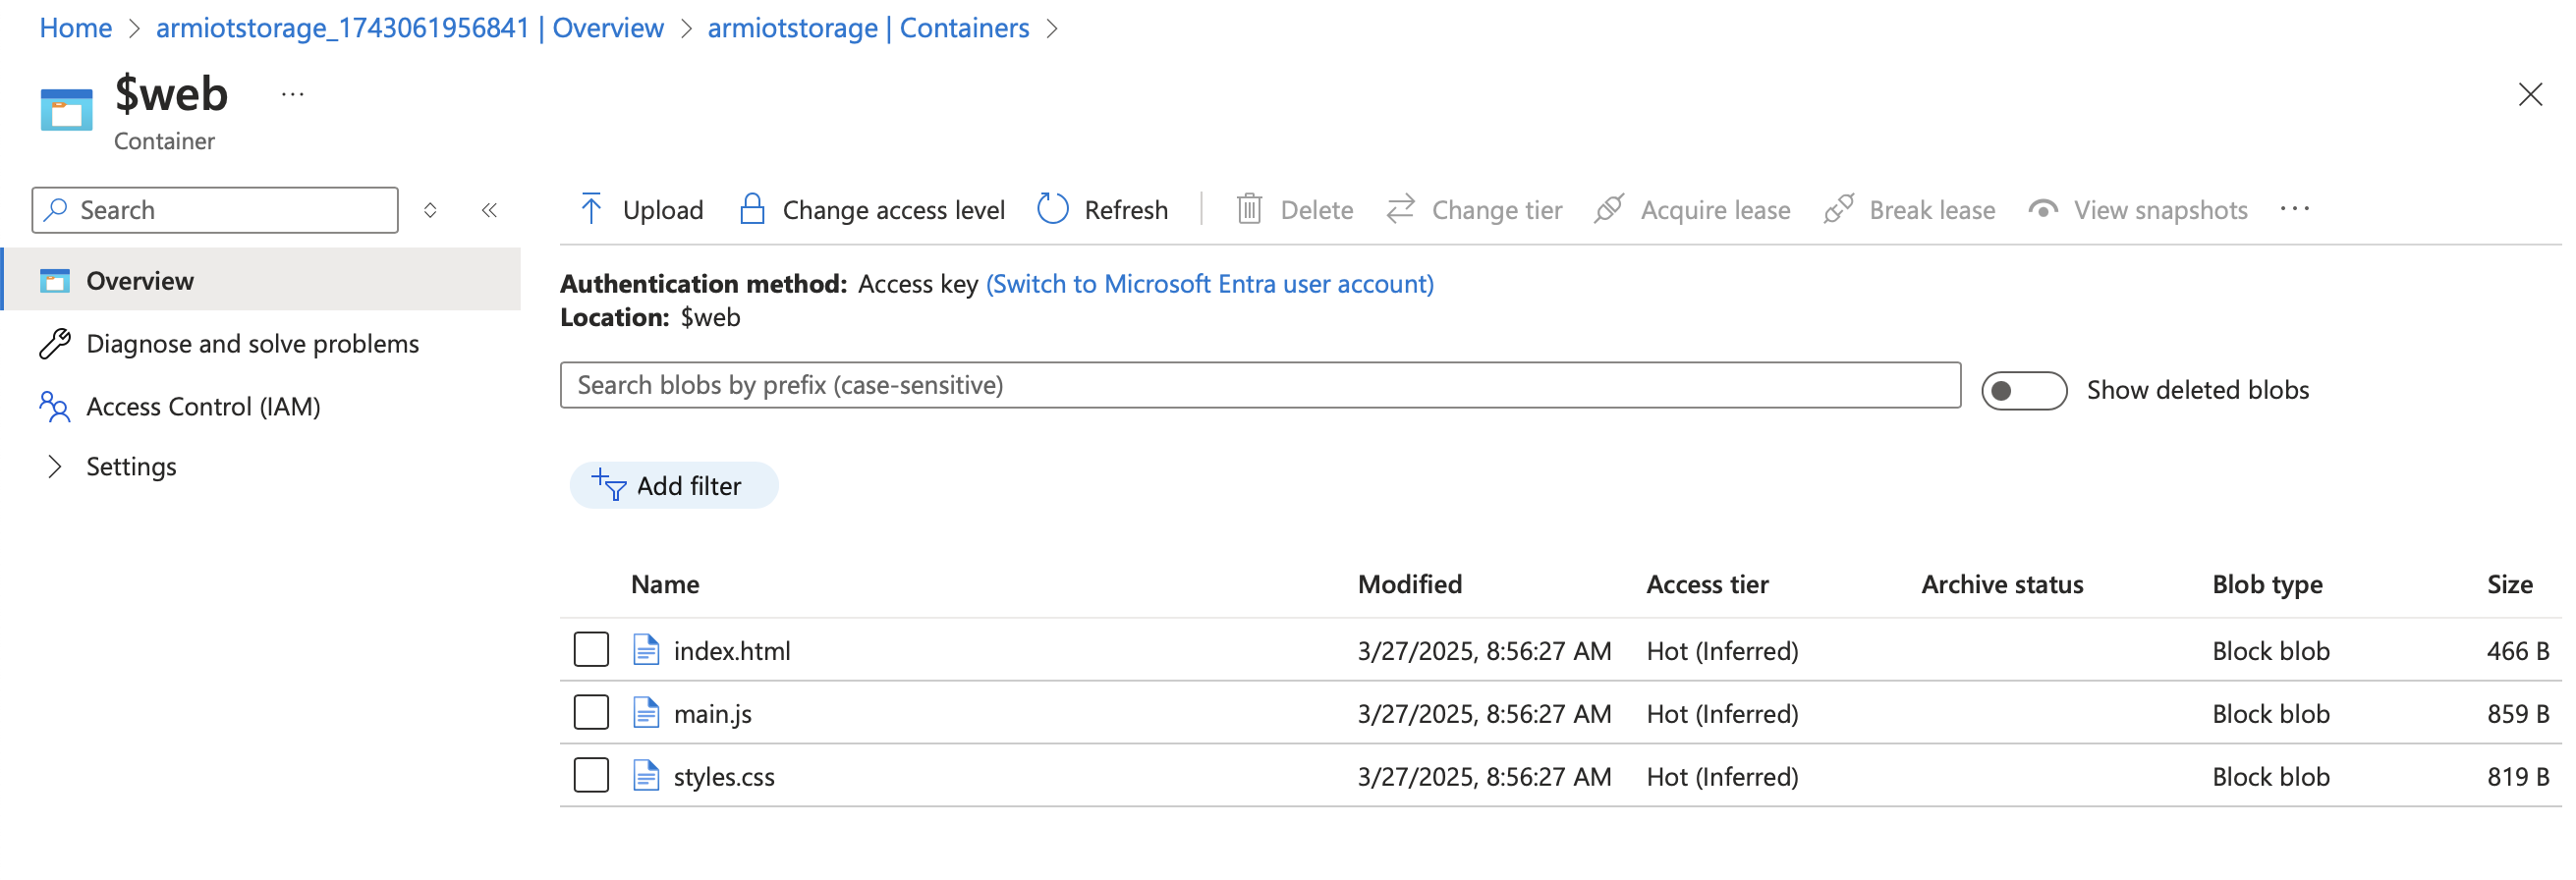 Home > armiotstorage_1743061956841 | Overview > armiotstorage | Containers >
$web ...
Container
Search
Overview
Diagnose and solve problems
Access Control (IAM)
Settings
Upload Change access level Refresh Delete Change tier Acquire lease Break lease View snapshots ...
Authentication method: Access key (Switch to Microsoft Entra user account)
Location: $web
Search blobs by prefix (case-sensitive)
Show deleted blobs
Add filter
Name Modified Access tier Archive status Blob type Size
index.html 3/27/2025, 8:56:27 AM Hot (Inferred) Block blob 466 B
main.js 3/27/2025, 8:56:27 AM Hot (Inferred) Block blob 859 B
styles.css 3/27/2025, 8:56:27 AM Hot (Inferred) Block blob 819 B